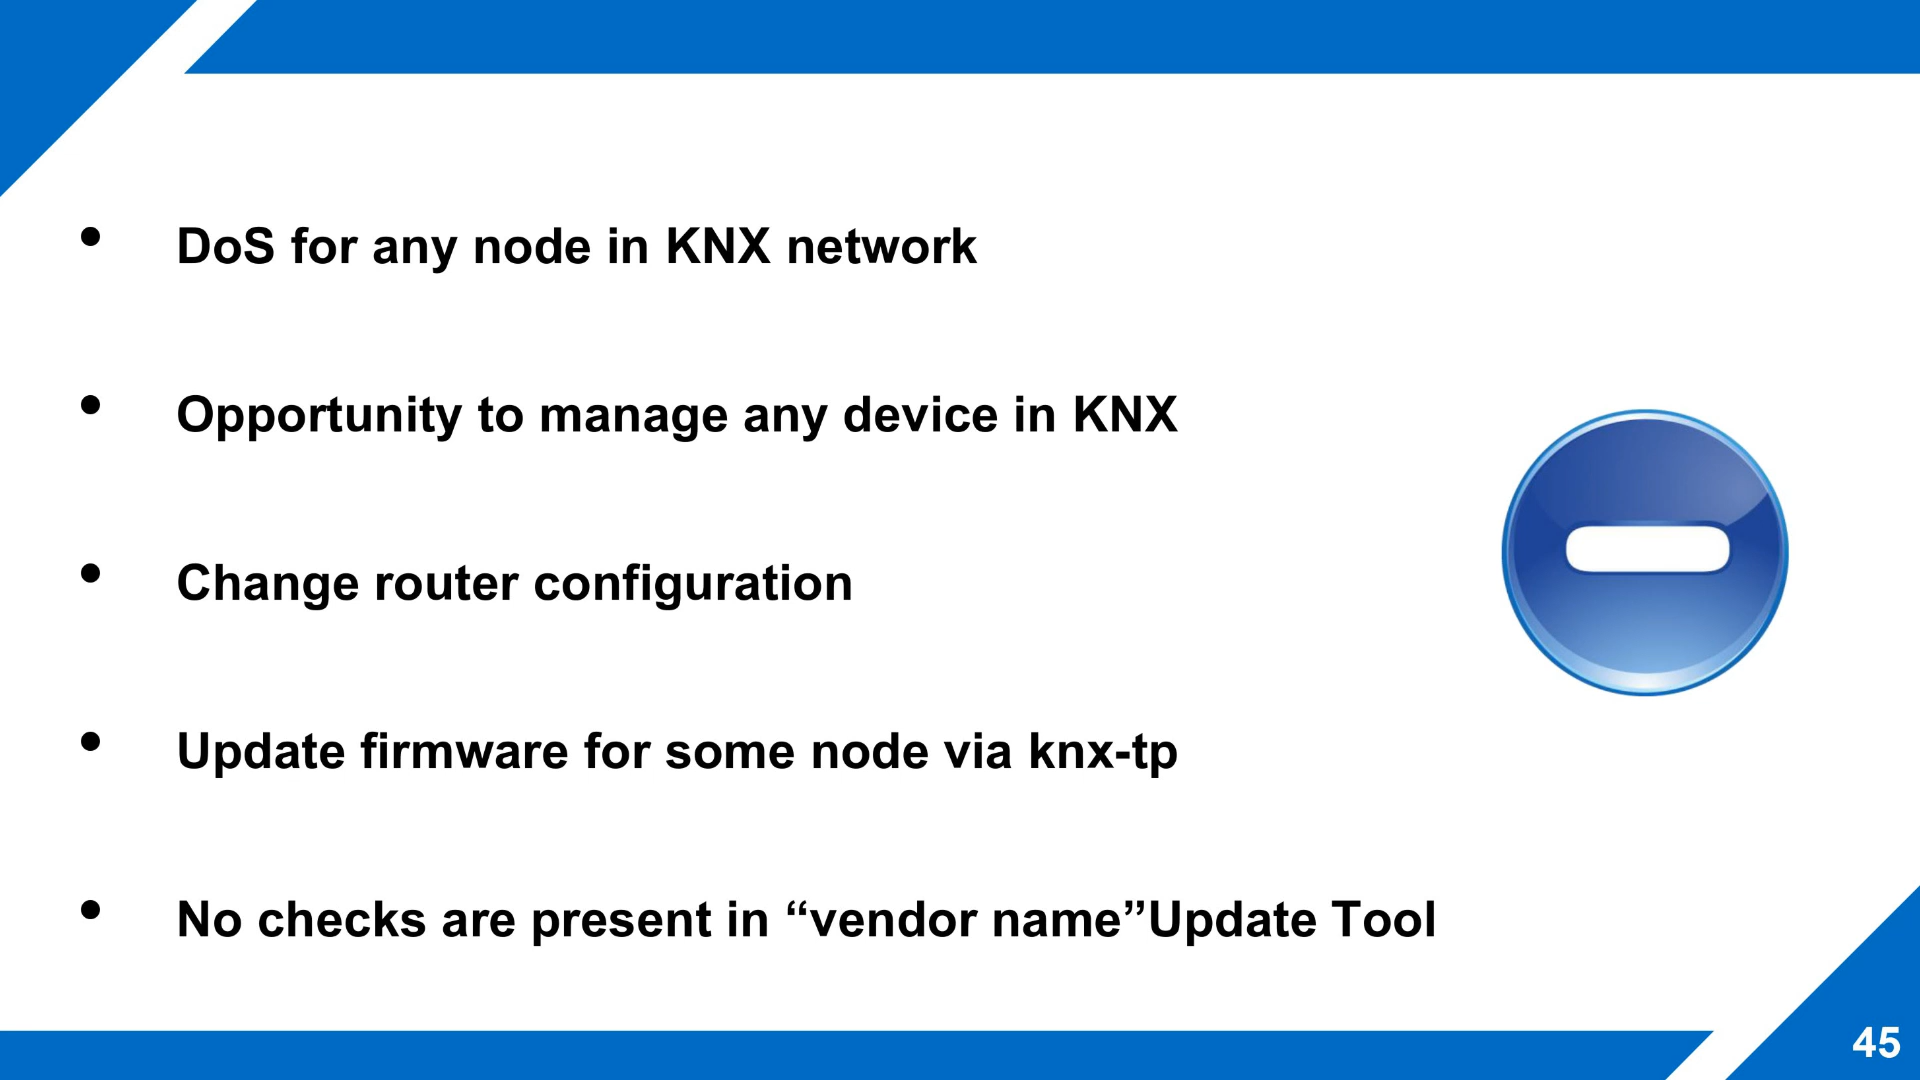 • DoS for any node in KNX network
• Opportunity to manage any device in KNX
• Change router configuration
• Update firmware for some node via knx-tp
• No checks are present in “vendor name”Update Tool
45